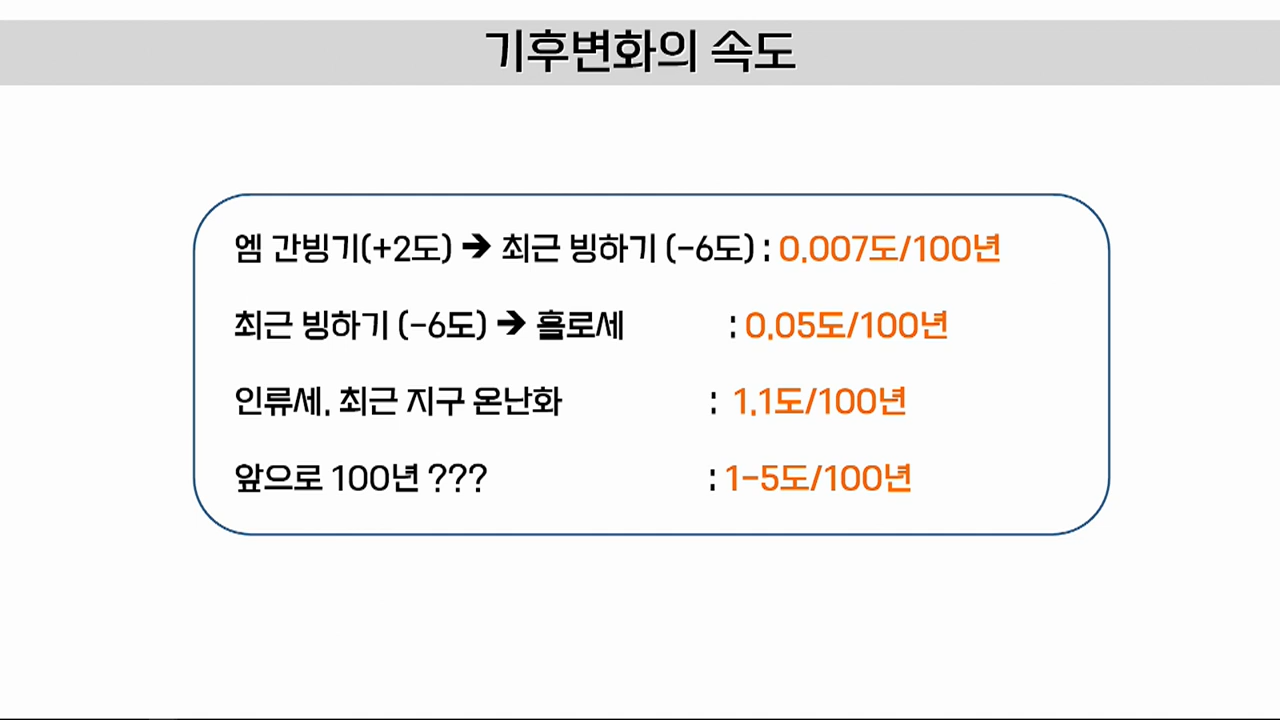 기후변화의 속도
엠 간빙기(+2도) ➔ 최근 빙하기 (-6도) : 0.007도/100년
최근 빙하기 (-6도) ➔ 홀로세 : 0.05도/100년
인류세, 최근 지구 온난화 : 1.1도/100년
앞으로 100년 ??? : 1-5도/100년